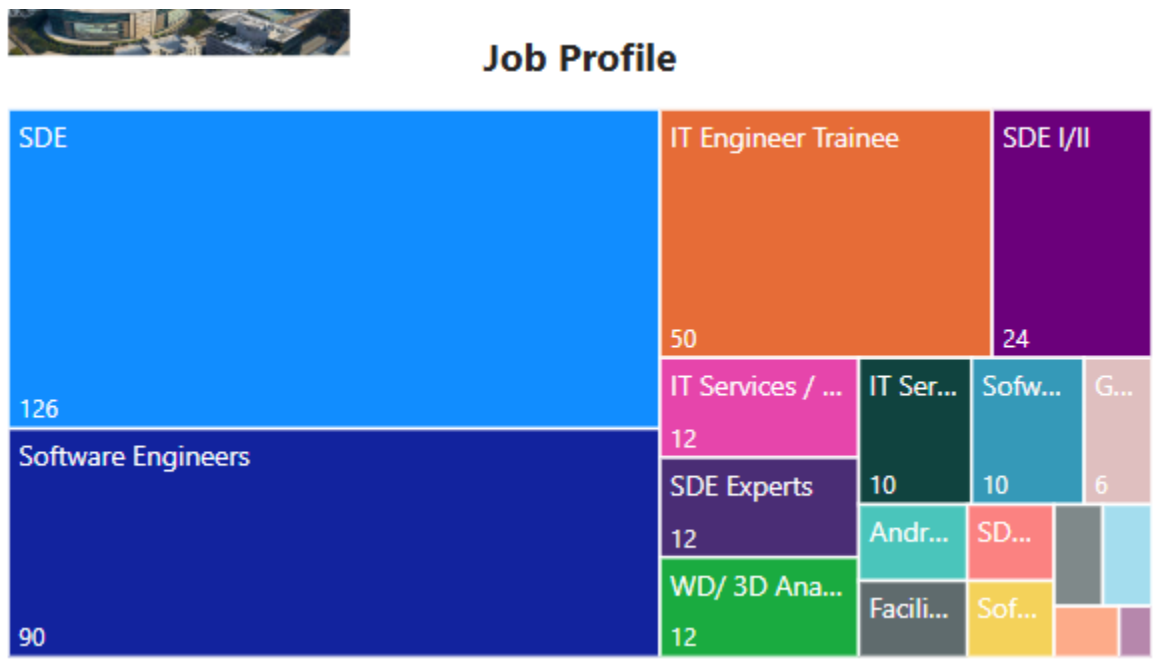 Job Profile
SDE
126
Software Engineers
90
IT Engineer Trainee
50
SDE I/II
24
IT Services / ...
12
SDE Experts
12
WD/ 3D Ana...
12
IT Ser...
10
Sofw...
10
G...
6
Andr...
SD...
Facili...
Sof...